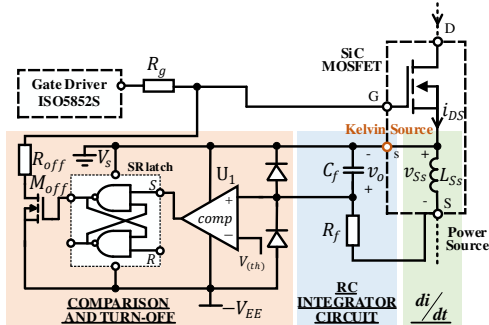 D
SiC
MOSFET
R_g
Gate Driver
ISO5852S
G
i_DS
Kelvin Source
V_s
s
R_off
M_off
SR latch
S
R
U_1
+
comp
−
V_(th)
-V_EE
C_f
-
v_o
+
R_f
+
v_Ss
L_Ss
-
S
Power
Source
COMPARISON
AND TURN-OFF
RC
INTEGRATOR
CIRCUIT
di/dt